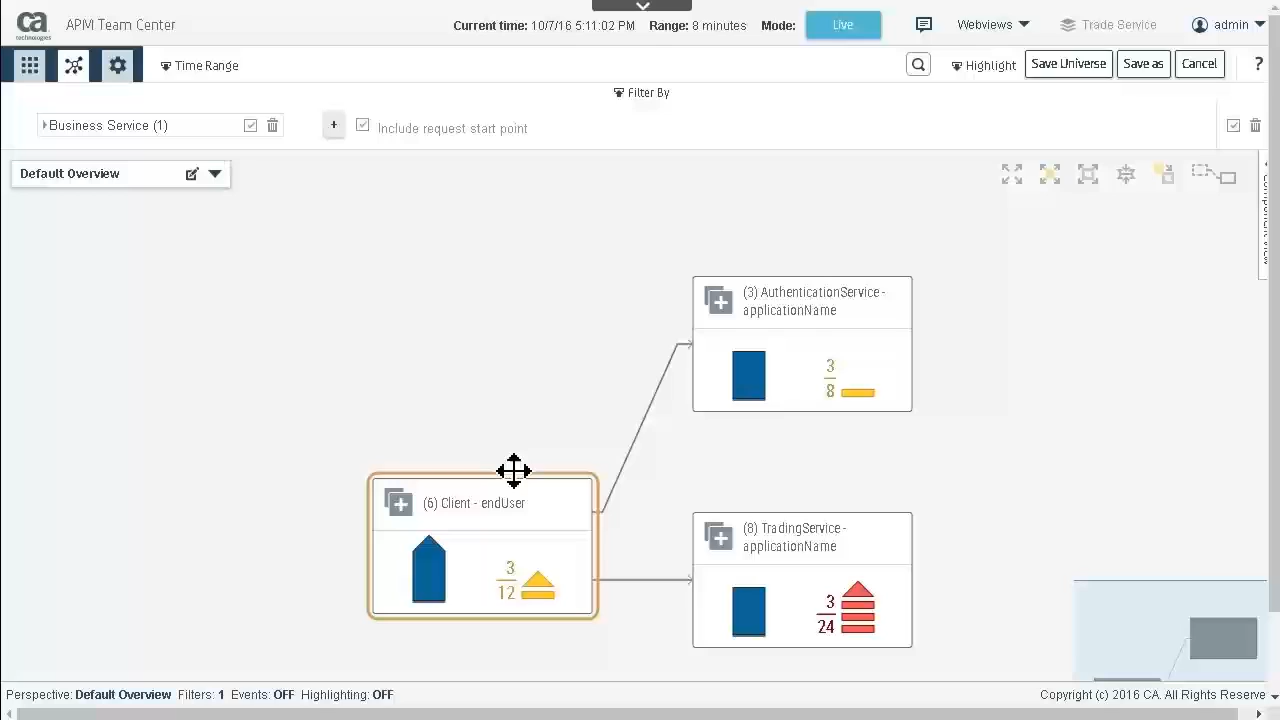 ca
technologies
APM Team Center
Current time: 10/7/16 5:11:02 PM Range: 8 minutes Mode: Live
Webviews
Trade Service
admin
Time Range
Highlight
Save Universe
Save as
Cancel
?
Filter By
Business Service (1)
+
Include request start point
Default Overview
(3) AuthenticationService -
applicationName
3
8
(6) Client - endUser
3
12
(8) TradingService -
applicationName
3
24
Perspective: Default Overview Filters: 1 Events: OFF Highlighting: OFF
Copyright (c) 2016 CA. All Rights Reserve